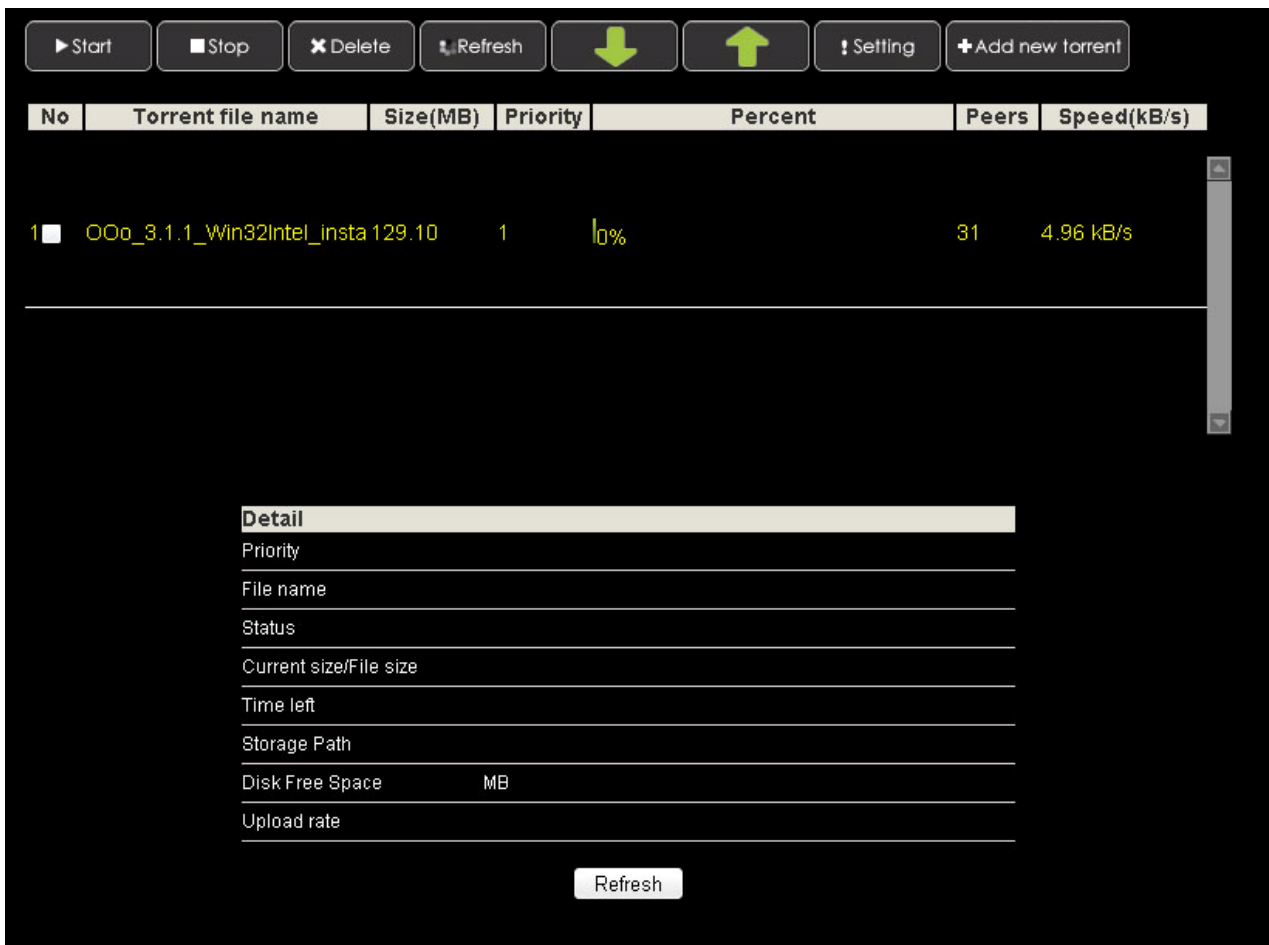 Start Stop Delete Refresh Setting Add new torrent
No Torrent file name Size(MB) Priority Percent Peers Speed(kB/s)
1 OOo_3.1.1_Win32Intel_insta 129.10 1 0% 31 4.96 kB/s
Detail
Priority
File name
Status
Current size/File size
Time left
Storage Path
Disk Free Space MB
Upload rate
Refresh